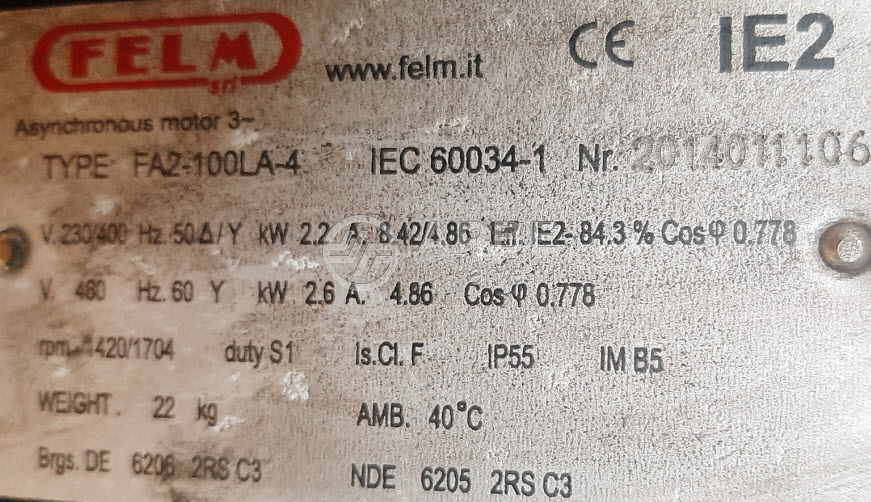 FELM srl www.felm.it CE IE2
Asynchronous motor 3~
TYPE FA2-100LA-4 IEC 60034-1 Nr. 2014011106
V. 230/400 Hz. 50 Δ/Y kW 2.2 A. 8.42/4.86 Eff. IE2- 84.3 % Cos φ 0.778
V. 460 Hz. 60 Y kW 2.6 A. 4.86 Cos φ 0.778
rpm. 1420/1704 duty S1 Is.Cl. F IP55 IM B5
WEIGHT. 22 kg AMB. 40°C
Brgs. DE 6206 2RS C3 NDE 6205 2RS C3